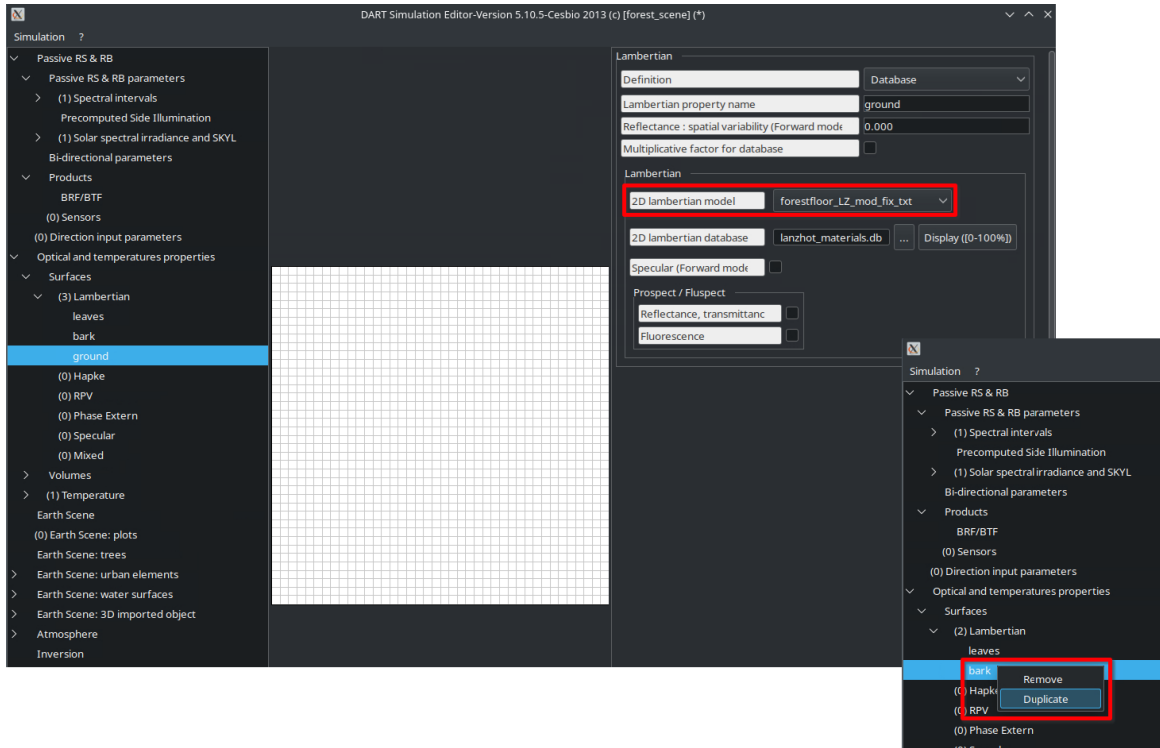 DART Simulation Editor-Version 5.10.5-Cesbio 2013 (c) [forest_scene] (*)
Simulation ?
Passive RS & RB
Passive RS & RB parameters
(1) Spectral intervals
Precomputed Side Illumination
(1) Solar spectral irradiance and SKYL
Bi-directional parameters
Products
BRF/BTF
(0) Sensors
(0) Direction input parameters
Optical and temperatures properties
Surfaces
(3) Lambertian
leaves
bark
ground
(0) Hapke
(0) RPV
(0) Phase Extern
(0) Specular
(0) Mixed
Volumes
(1) Temperature
Earth Scene
(0) Earth Scene: plots
Earth Scene: trees
Earth Scene: urban elements
Earth Scene: water surfaces
Earth Scene: 3D imported object
Atmosphere
Inversion
Lambertian
Definition Database
Lambertian property name ground
Reflectance : spatial variability (Forward mode 0.000
Multiplicative factor for database
Lambertian
2D lambertian model forestfloor_LZ_mod_fix_txt
2D lambertian database lanzhot_materials.db ... Display ([0-100%])
Specular (Forward mode
Prospect / Fluspect
Reflectance, transmittanc
Fluorescence
Simulation ?
Passive RS & RB
Passive RS & RB parameters
(1) Spectral intervals
Precomputed Side Illumination
(1) Solar spectral irradiance and SKYL
Bi-directional parameters
Products
BRF/BTF
(0) Sensors
(0) Direction input parameters
Optical and temperatures properties
Surfaces
(2) Lambertian
leaves
bark
Remove
(0) Hapke
Duplicate
(0) RPV
(0) Phase Extern